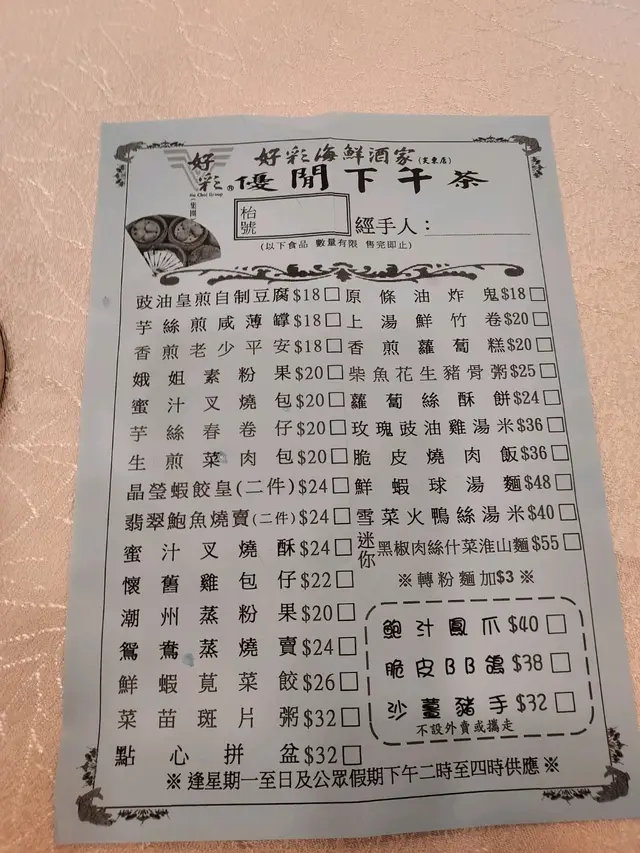 好彩
Ho Choi Group
(集團)
好彩海鮮酒家(芙東店)
®優閒下午茶
枱號
經手人：
(以下食品 數量有限 售完即止)
豉油皇煎自制豆腐$18□
芋絲煎咸薄罉$18□
香煎老少平安$18□
娥姐素粉果$20□
蜜汁叉燒包$20□
芋絲春卷仔$20□
生煎菜肉包$20□
晶瑩蝦餃皇(二件)$24□
翡翠鮑魚燒賣(二件)$24□
蜜汁叉燒酥$24□
懷舊雞包仔$22□
潮州蒸粉果$20□
鴛鴦蒸燒賣$24□
鮮蝦莧菜餃$26□
菜苗斑片粥$32□
點心拼盆$32□
原條油炸鬼$18□
上湯鮮竹卷$20□
香煎蘿蔔糕$20□
柴魚花生豬骨粥$25□
蘿蔔絲酥餅$24□
玫瑰豉油雞湯米$36□
脆皮燒肉飯$36□
鮮蝦球湯麵$48□
雪菜火鴨絲湯米$40□
迷你黑椒肉絲什菜淮山麵$55□
※轉粉麵加$3※
鮑汁鳳爪$40□
脆皮BB鴿$38□
沙薑豬手$32□
不設外賣或攜走
※逢星期一至日及公眾假期下午二時至四時供應※